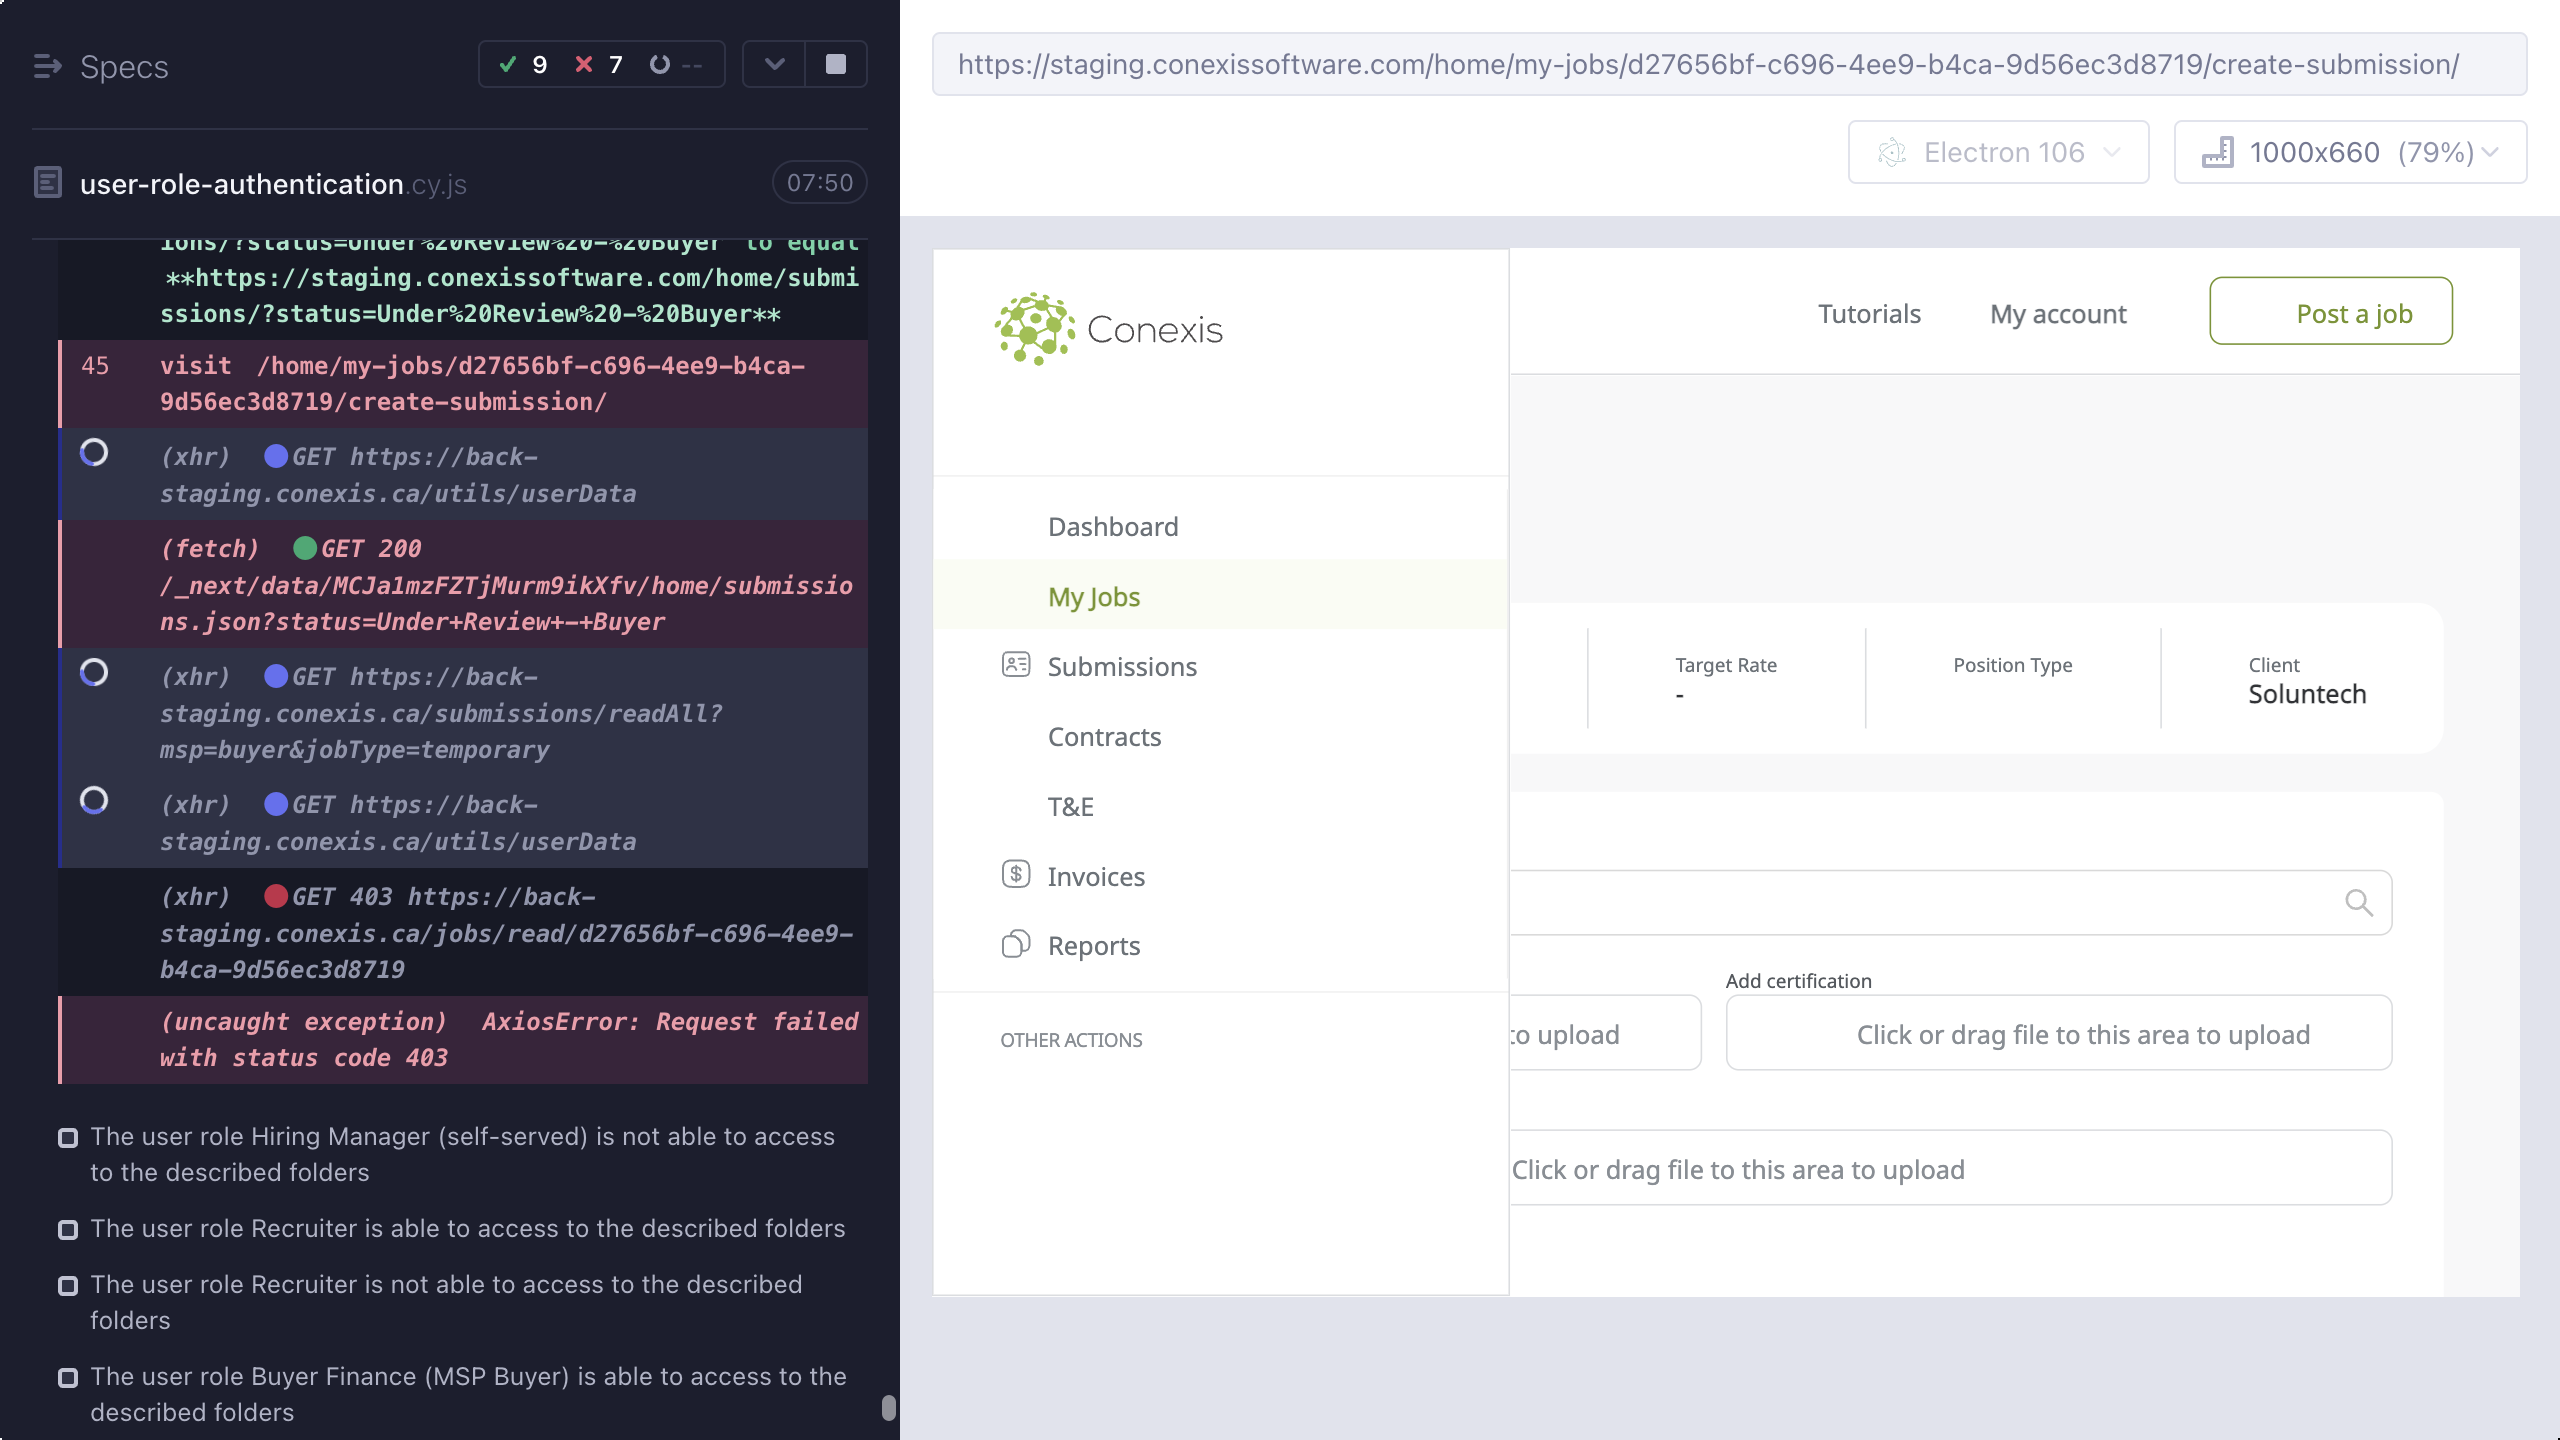 Specs
9 7 --
user-role-authentication.cy.js
07:50
ions/?status=Under%20Review%20-%20Buyer to equal
**https://staging.conexissoftware.com/home/submi
ssions/?status=Under%20Review%20-%20Buyer**
45 visit /home/my-jobs/d27656bf-c696-4ee9-b4ca-
9d56ec3d8719/create-submission/
(xhr) GET https://back-
staging.conexis.ca/utils/userData
(fetch) GET 200
/_next/data/MCJa1mzFZTjMurm9ikXfv/home/submissio
ns.json?status=Under+Review+-+Buyer
(xhr) GET https://back-
staging.conexis.ca/submissions/readAll?
msp=buyer&jobType=temporary
(xhr) GET https://back-
staging.conexis.ca/utils/userData
(xhr) GET 403 https://back-
staging.conexis.ca/jobs/read/d27656bf-c696-4ee9-
b4ca-9d56ec3d8719
(uncaught exception) AxiosError: Request failed
with status code 403
The user role Hiring Manager (self-served) is not able to access
to the described folders
The user role Recruiter is able to access to the described folders
The user role Recruiter is not able to access to the described
folders
The user role Buyer Finance (MSP Buyer) is able to access to the
described folders
https://staging.conexissoftware.com/home/my-jobs/d27656bf-c696-4ee9-b4ca-9d56ec3d8719/create-submission/
Electron 106
1000x660 (79%)
Conexis
Tutorials
My account
Post a job
Dashboard
My Jobs
Submissions
Contracts
T&E
Invoices
Reports
OTHER ACTIONS
Target Rate
-
Position Type
Client
Soluntech
Add certification
to upload
Click or drag file to this area to upload
Click or drag file to this area to upload